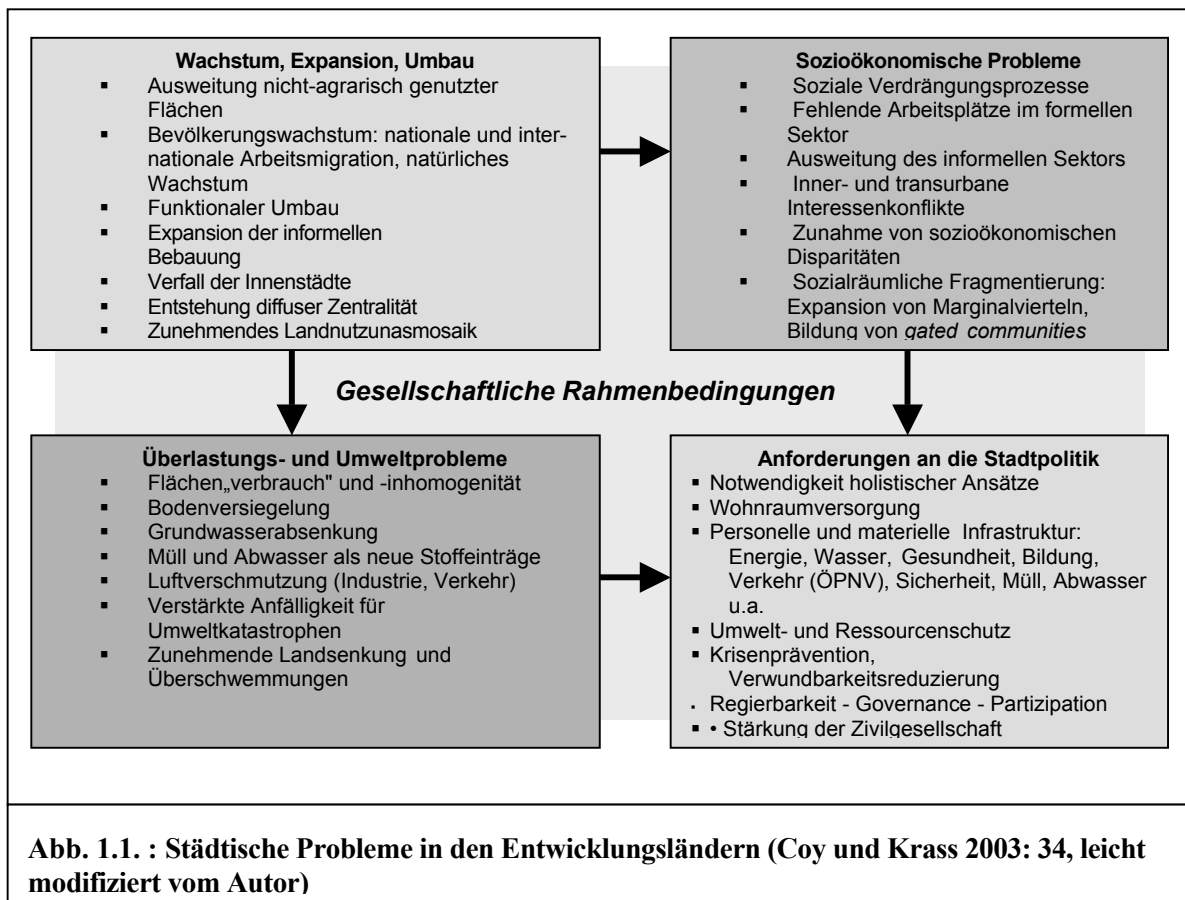 Wachstum, Expansion, Umbau
▪ Ausweitung nicht-agrarisch genutzter
Flächen
▪ Bevölkerungswachstum: nationale und inter-
nationale Arbeitsmigration, natürliches
Wachstum
▪ Funktionaler Umbau
▪ Expansion der informellen
Bebauung
▪ Verfall der Innenstädte
▪ Entstehung diffuser Zentralität
▪ Zunehmendes Landnutzunasmosaik
Sozioökonomische Probleme
▪ Soziale Verdrängungsprozesse
▪ Fehlende Arbeitsplätze im formellen
Sektor
▪ Ausweitung des informellen Sektors
▪ Inner- und transurbane
Interessenkonflikte
▪ Zunahme von sozioökonomischen
Disparitäten
▪ Sozialräumliche Fragmentierung:
Expansion von Marginalvierteln,
Bildung von gated communities
Gesellschaftliche Rahmenbedingungen
Überlastungs- und Umweltprobleme
▪ Flächen„verbrauch" und -inhomogenität
▪ Bodenversiegelung
▪ Grundwasserabsenkung
▪ Müll und Abwasser als neue Stoffeinträge
▪ Luftverschmutzung (Industrie, Verkehr)
▪ Verstärkte Anfälligkeit für
Umweltkatastrophen
▪ Zunehmende Landsenkung und
Überschwemmungen
Anforderungen an die Stadtpolitik
▪ Notwendigkeit holistischer Ansätze
▪ Wohnraumversorgung
▪ Personelle und materielle Infrastruktur:
Energie, Wasser, Gesundheit, Bildung,
Verkehr (ÖPNV), Sicherheit, Müll, Abwasser
u.a.
▪ Umwelt- und Ressourcenschutz
▪ Krisenprävention,
Verwundbarkeitsreduzierung
▪ Regierbarkeit - Governance - Partizipation
▪ • Stärkung der Zivilgesellschaft
Abb. 1.1. : Städtische Probleme in den Entwicklungsländern (Coy und Krass 2003: 34, leicht
modifiziert vom Autor)